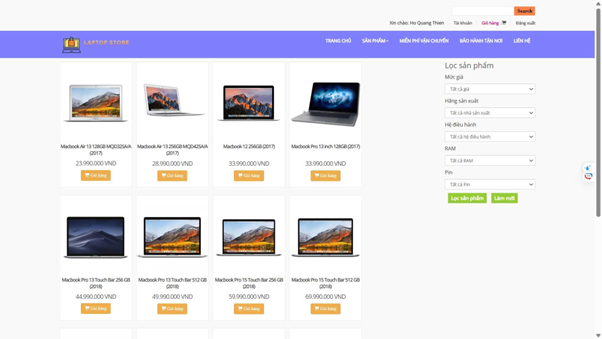 Search
Xin chào: Ho Quang Thien
Tài khoản
Giỏ hàng
Đăng xuất
LAPTOP STORE
TRANG CHỦ
SẢN PHẨM
MIỄN PHÍ VẬN CHUYỂN
BẢO HÀNH TẬN NƠI
LIÊN HỆ
Macbook Air 13 128GB MQD32SA/A
(2017)
23.990.000 VND
Giỏ hàng
Macbook Air 13 256GB MQD42SA/A
(2017)
28.990.000 VND
Giỏ hàng
Macbook 12 256GB (2017)
33.990.000 VND
Giỏ hàng
Macbook Pro 13 inch 128GB (2017)
33.990.000 VND
Giỏ hàng
Macbook Pro 13 Touch Bar 256 GB
(2018)
44.990.000 VND
Giỏ hàng
Macbook Pro 13 Touch Bar 512 GB
(2018)
49.990.000 VND
Giỏ hàng
Macbook Pro 15 Touch Bar 256 GB
(2018)
59.990.000 VND
Giỏ hàng
Macbook Pro 15 Touch Bar 512 GB
(2018)
69.990.000 VND
Giỏ hàng
Lọc sản phẩm
Mức giá
Tất cả giá
Hãng sản xuất
Tất cả nhà sản xuất
Hệ điều hành
Tất cả hệ điều hành
RAM
Tất cả RAM
Pin
Tất cả Pin
Lọc sản phẩm
Làm mới